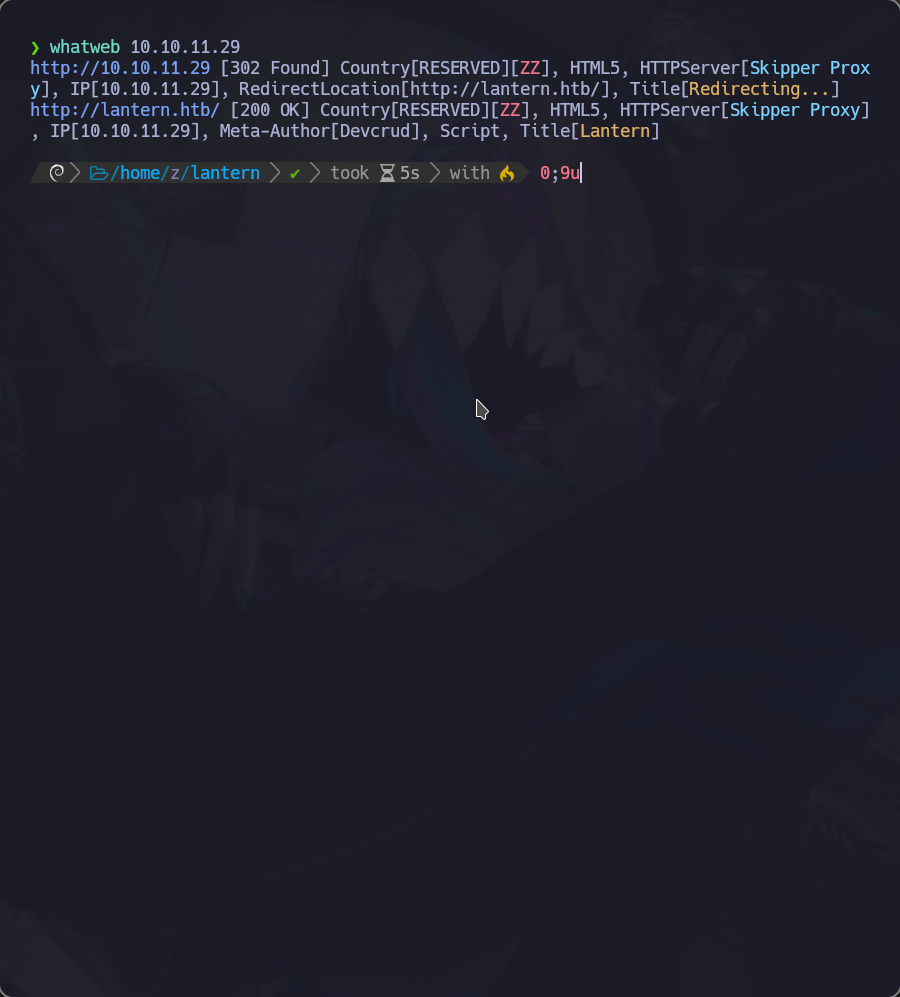 ❯ whatweb 10.10.11.29
http://10.10.11.29 [302 Found] Country[RESERVED][ZZ], HTML5, HTTPServer[Skipper Prox
y], IP[10.10.11.29], RedirectLocation[http://lantern.htb/], Title[Redirecting...]
http://lantern.htb/ [200 OK] Country[RESERVED][ZZ], HTML5, HTTPServer[Skipper Proxy]
, IP[10.10.11.29], Meta-Author[Devcrud], Script, Title[Lantern]
/home/z/lantern ✔ took 5s with 0;9u